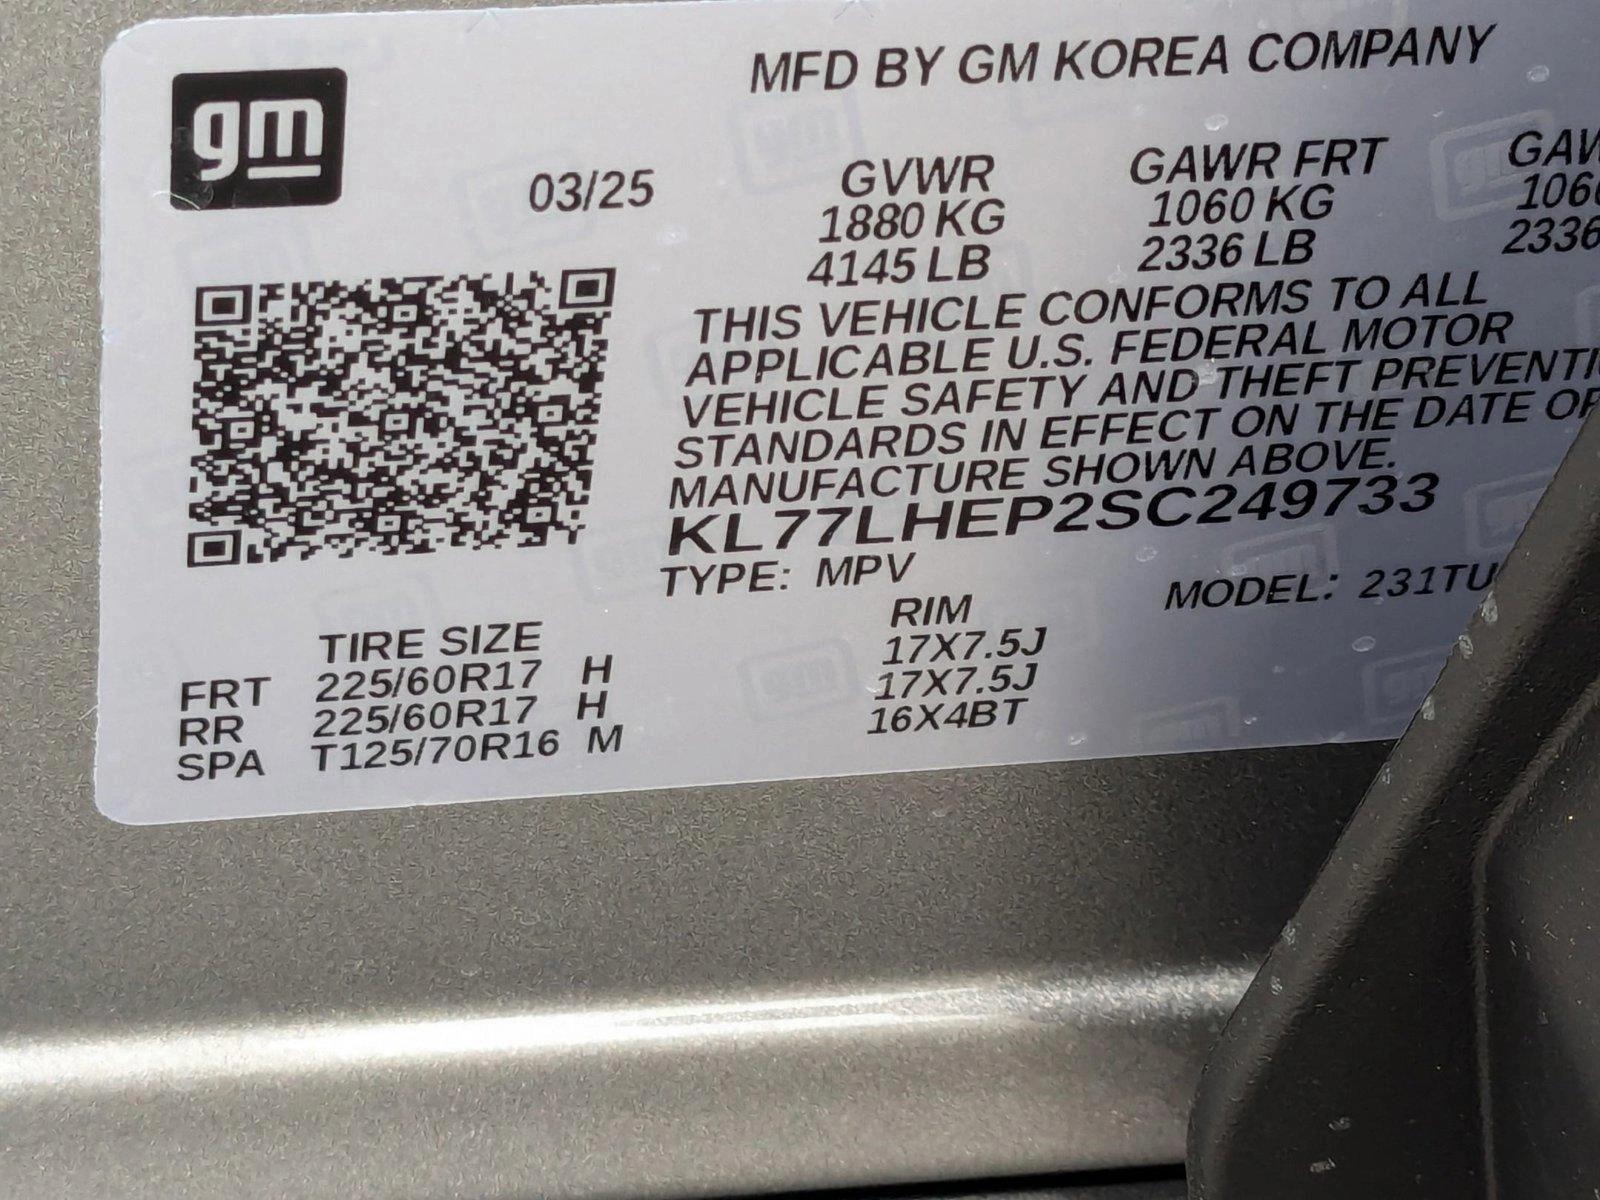 gm
MFD BY GM KOREA COMPANY
03/25
GVWR GAWR FRT
1880 KG 1060 KG
4145 LB 2336 LB 2336
THIS VEHICLE CONFORMS TO ALL
APPLICABLE U.S. FEDERAL MOTOR
VEHICLE SAFETY AND THEFT
STANDARDS IN EFFECT ON THE DATE
MANUFACTURE SHOWN ABOVE.
KL77LHEP2SC249733
TYPE: MPV MODEL: 231TU
TIRE SIZE RIM
FRT 225/60R17 H 17X7.5J
RR 225/60R17 H 17X7.5J
SPA T125/70R16 M 16X4BT